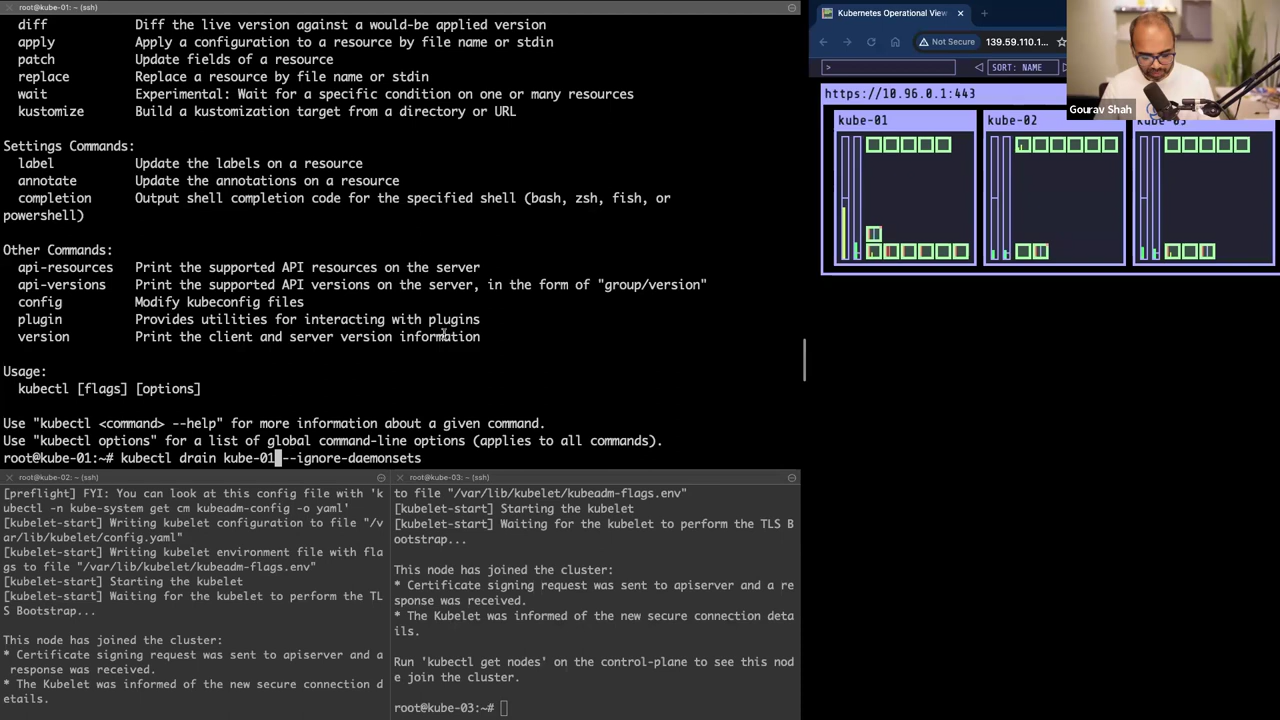 root@kube-01: ~ (ssh)
diff Diff the live version against a would-be applied version
apply Apply a configuration to a resource by file name or stdin
patch Update fields of a resource
replace Replace a resource by file name or stdin
wait Experimental: Wait for a specific condition on one or many resources
kustomize Build a kustomization target from a directory or URL
Settings Commands:
label Update the labels on a resource
annotate Update the annotations on a resource
completion Output shell completion code for the specified shell (bash, zsh, fish, or
powershell)
Other Commands:
api-resources Print the supported API resources on the server
api-versions Print the supported API versions on the server, in the form of "group/version"
config Modify kubeconfig files
plugin Provides utilities for interacting with plugins
version Print the client and server version information
Usage:
kubectl [flags] [options]
Use "kubectl <command> --help" for more information about a given command.
Use "kubectl options" for a list of global command-line options (applies to all commands).
root@kube-01:~# kubectl drain kube-01 --ignore-daemonsets
root@kube-02: ~ (ssh)
[preflight] FYI: You can look at this config file with 'k
ubectl -n kube-system get cm kubeadm-config -o yaml'
[kubelet-start] Writing kubelet configuration to file "/v
ar/lib/kubelet/config.yaml"
[kubelet-start] Writing kubelet environment file with fla
gs to file "/var/lib/kubelet/kubeadm-flags.env"
[kubelet-start] Starting the kubelet
[kubelet-start] Waiting for the kubelet to perform the TL
S Bootstrap...
This node has joined the cluster:
* Certificate signing request was sent to apiserver and a
response was received.
* The Kubelet was informed of the new secure connection d
etails.
root@kube-03: ~ (ssh)
to file "/var/lib/kubelet/kubeadm-flags.env"
[kubelet-start] Starting the kubelet
[kubelet-start] Waiting for the kubelet to perform the TLS B
ootstrap...
This node has joined the cluster:
* Certificate signing request was sent to apiserver and a re
sponse was received.
* The Kubelet was informed of the new secure connection deta
ils.
Run 'kubectl get nodes' on the control-plane to see this nod
e join the cluster.
root@kube-03:~#
Kubernetes Operational View
Not Secure 139.59.110.1...
> SORT: NAME
https://10.96.0.1:443
Gourav Shah
kube-01
kube-02